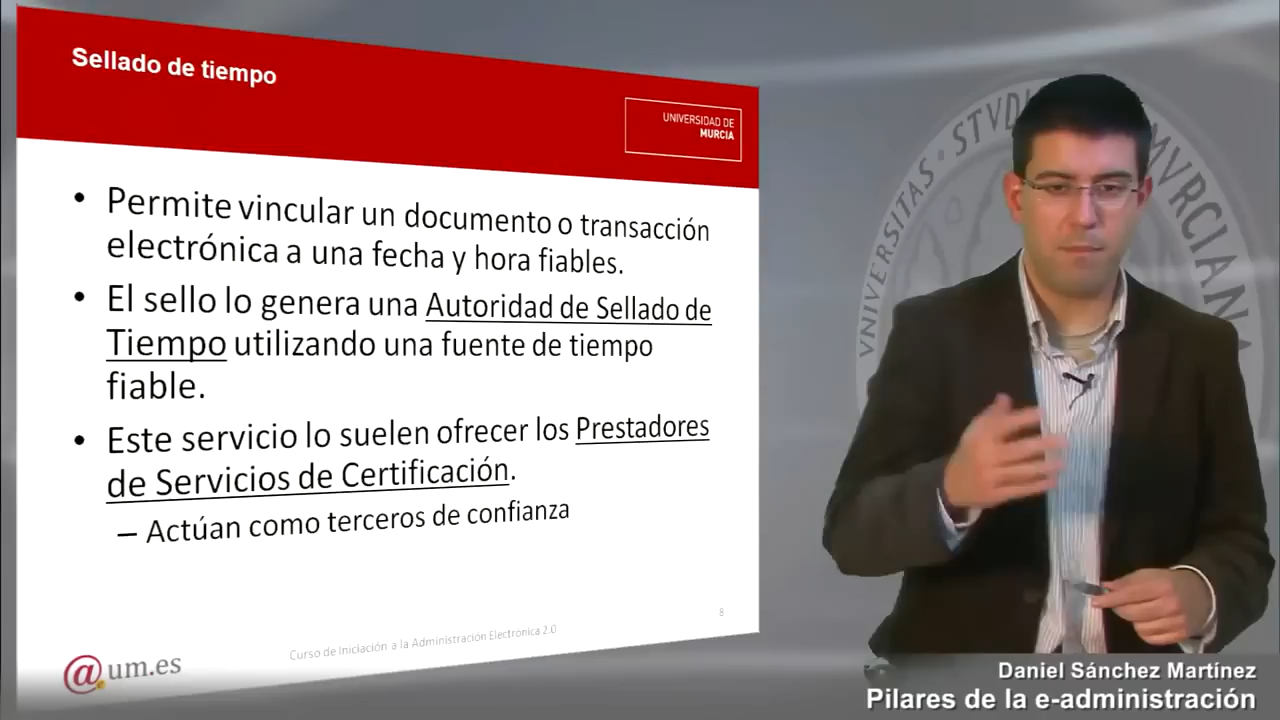 Sellado de tiempo
UNIVERSIDAD DE
MURCIA
• Permite vincular un documento o transacción
electrónica a una fecha y hora fiables.
• El sello lo genera una Autoridad de Sellado de
Tiempo utilizando una fuente de tiempo
fiable.
• Este servicio lo suelen ofrecer los Prestadores
de Servicios de Certificación.
– Actúan como terceros de confianza
8
Curso de Iniciación a la Administración Electrónica 2.0
@um.es
VNIVERSITAS · STVDI
MVRCIANA
Daniel Sánchez Martínez
Pilares de la e-administración